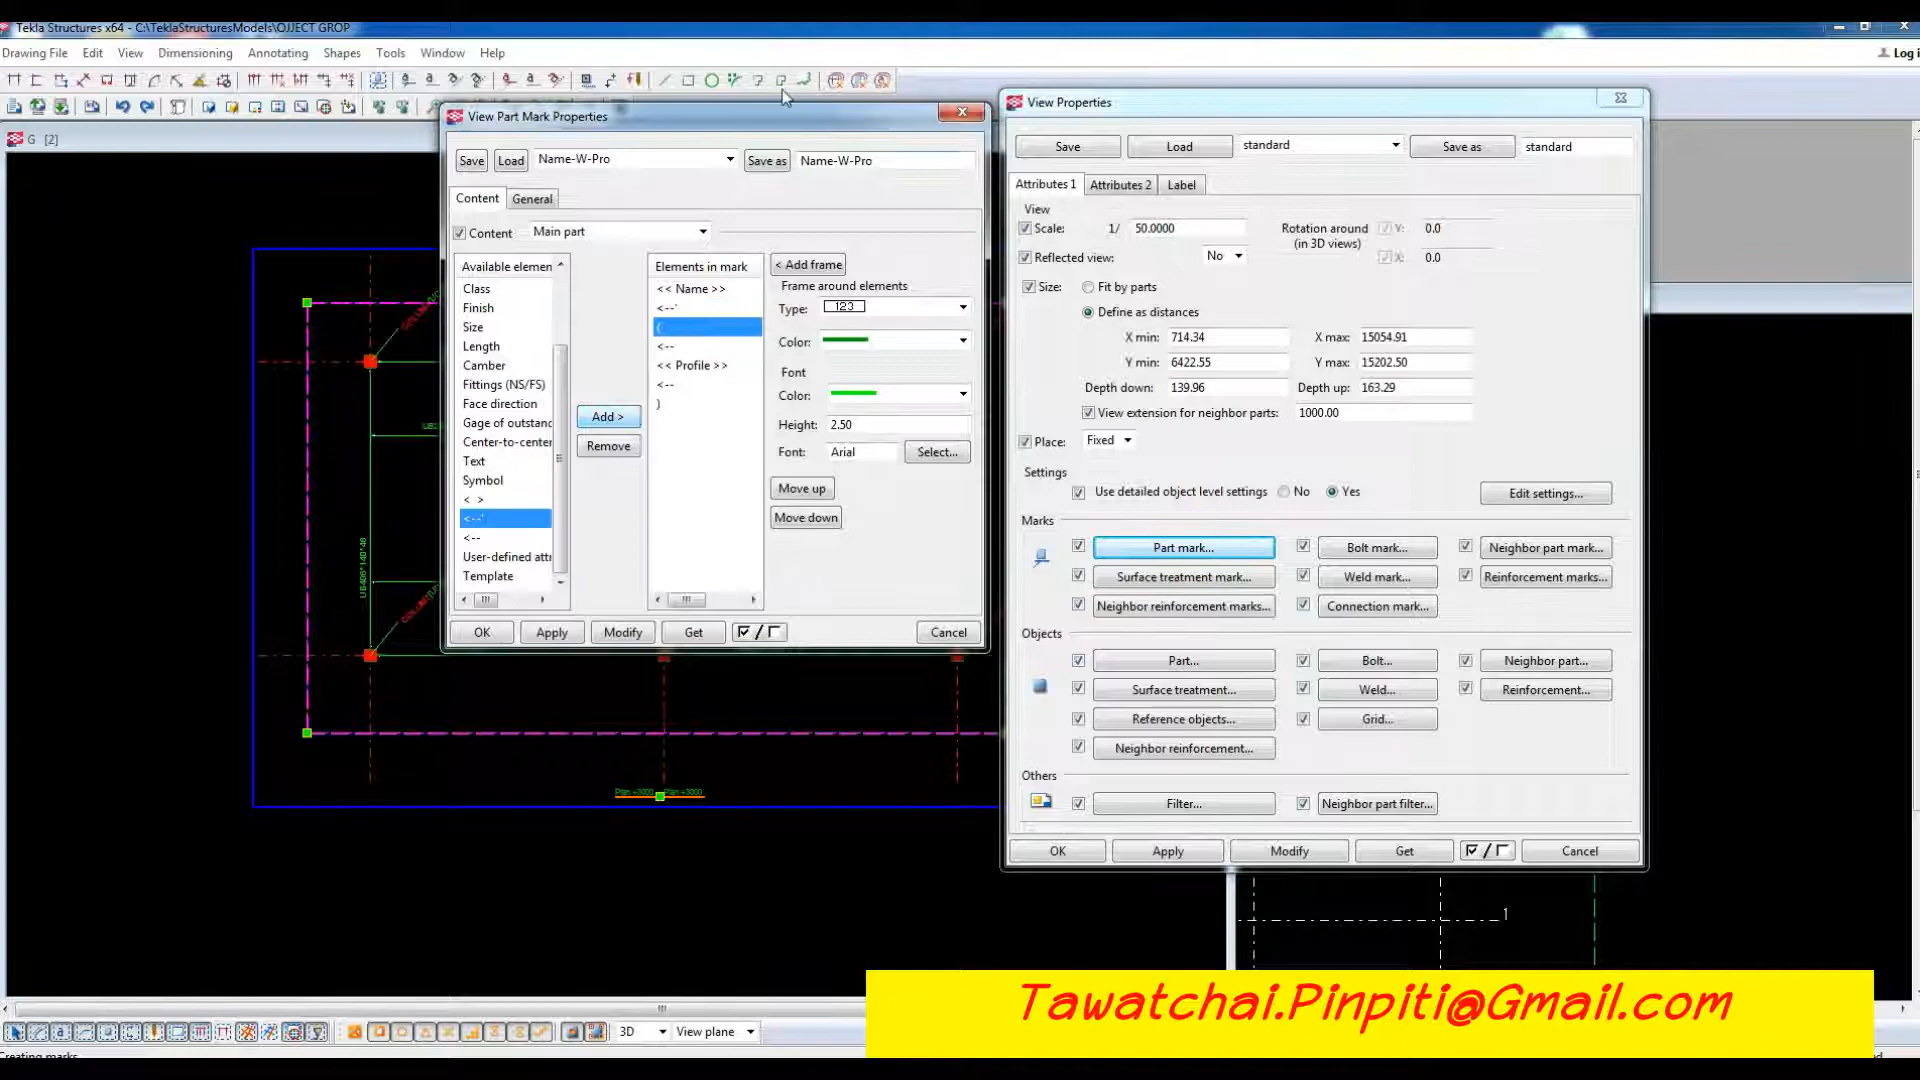 Tekla Structures x64 - C:\TeklaStructuresModels\OJJECT GROP
Drawing File Edit View Dimensioning Annotating Shapes Tools Window Help
Log i
G [2]
View Part Mark Properties
Save Load Name-W-Pro Save as Name-W-Pro
Content General
Content Main part
Available elemen
Class
Finish
Size
Length
Camber
Fittings (NS/FS)
Face direction
Gage of outstanc
Center-to-center
Text
Symbol
< >
<--'
<--
User-defined attr
Template
Add >
Remove
Elements in mark
<< Name >>
<--'
(
<--
<< Profile >>
<--
)
< Add frame
Frame around elements
Type: 123
Color:
Font
Color:
Height: 2.50
Font: Arial Select...
Move up
Move down
OK Apply Modify Get Cancel
View Properties
Save Load standard Save as standard
Attributes 1 Attributes 2 Label
View
Scale: 1/ 50.0000 Rotation around (in 3D views) Y: 0.0
Reflected view: No X: 0.0
Size: Fit by parts
Define as distances
X min: 714.34 X max: 15054.91
Y min: 6422.55 Y max: 15202.50
Depth down: 139.96 Depth up: 163.29
View extension for neighbor parts: 1000.00
Place: Fixed
Settings
Use detailed object level settings No Yes Edit settings...
Marks
Part mark... Bolt mark... Neighbor part mark...
Surface treatment mark... Weld mark... Reinforcement marks...
Neighbor reinforcement marks... Connection mark...
Objects
Part... Bolt... Neighbor part...
Surface treatment... Weld... Reinforcement...
Reference objects... Grid...
Neighbor reinforcement...
Others
Filter... Neighbor part filter...
OK Apply Modify Get Cancel
UB406*140*46
Plan +3000 Plan +3000
1
Tawatchai.Pinpiti@Gmail.com
3D View plane
Creating marks